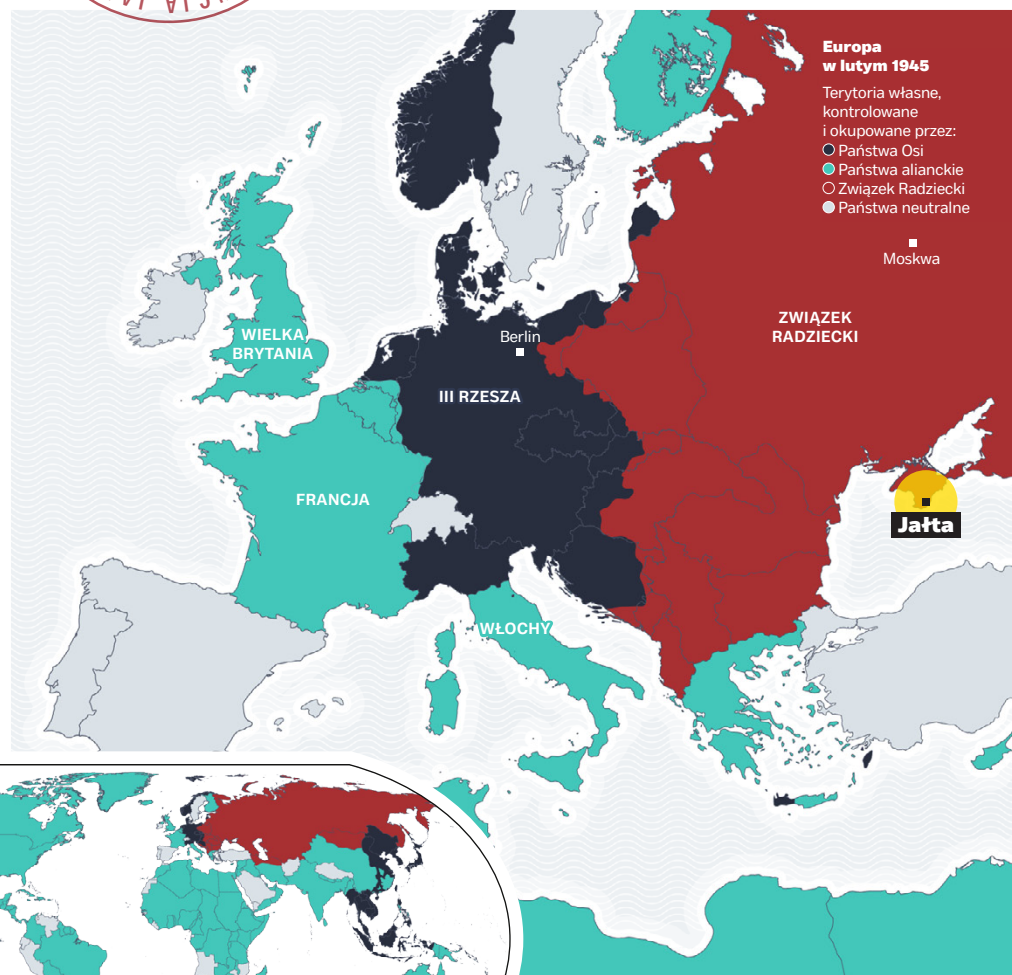 Europa
w lutym 1945
Terytoria własne,
kontrolowane
i okupowane przez:
Państwa Osi
Państwa alianckie
Związek Radziecki
Państwa neutralne
Moskwa
ZWIĄZEK
RADZIECKI
WIELKA
BRYTANIA
Berlin
III RZESZA
FRANCJA
Jałta
WŁOCHY